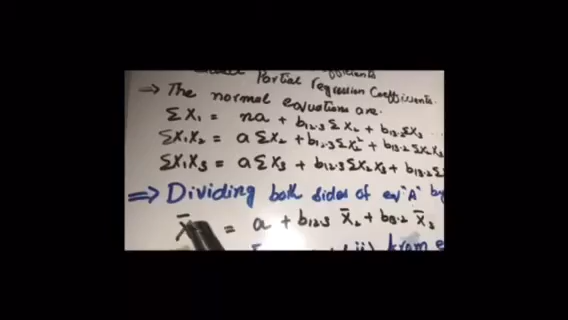 Partial regression Coefficients.
⇒ The normal equations are.
ΣX₁ = na + b₁₂.₃ ΣX₂ + b₁₃.₂ ΣX₃
ΣX₁X₂ = a ΣX₂ + b₁₂.₃ ΣX₂² + b₁₃.₂ ΣX₂X₃
ΣX₁X₃ = a ΣX₃ + b₁₂.₃ ΣX₂X₃ + b₁₃.₂ Σ
⇒ Dividing both sides of eqⁿ "A" by
X̄ = a + b₁₂.₃ X̄₂ + b₁₃.₂ X̄₃
from e